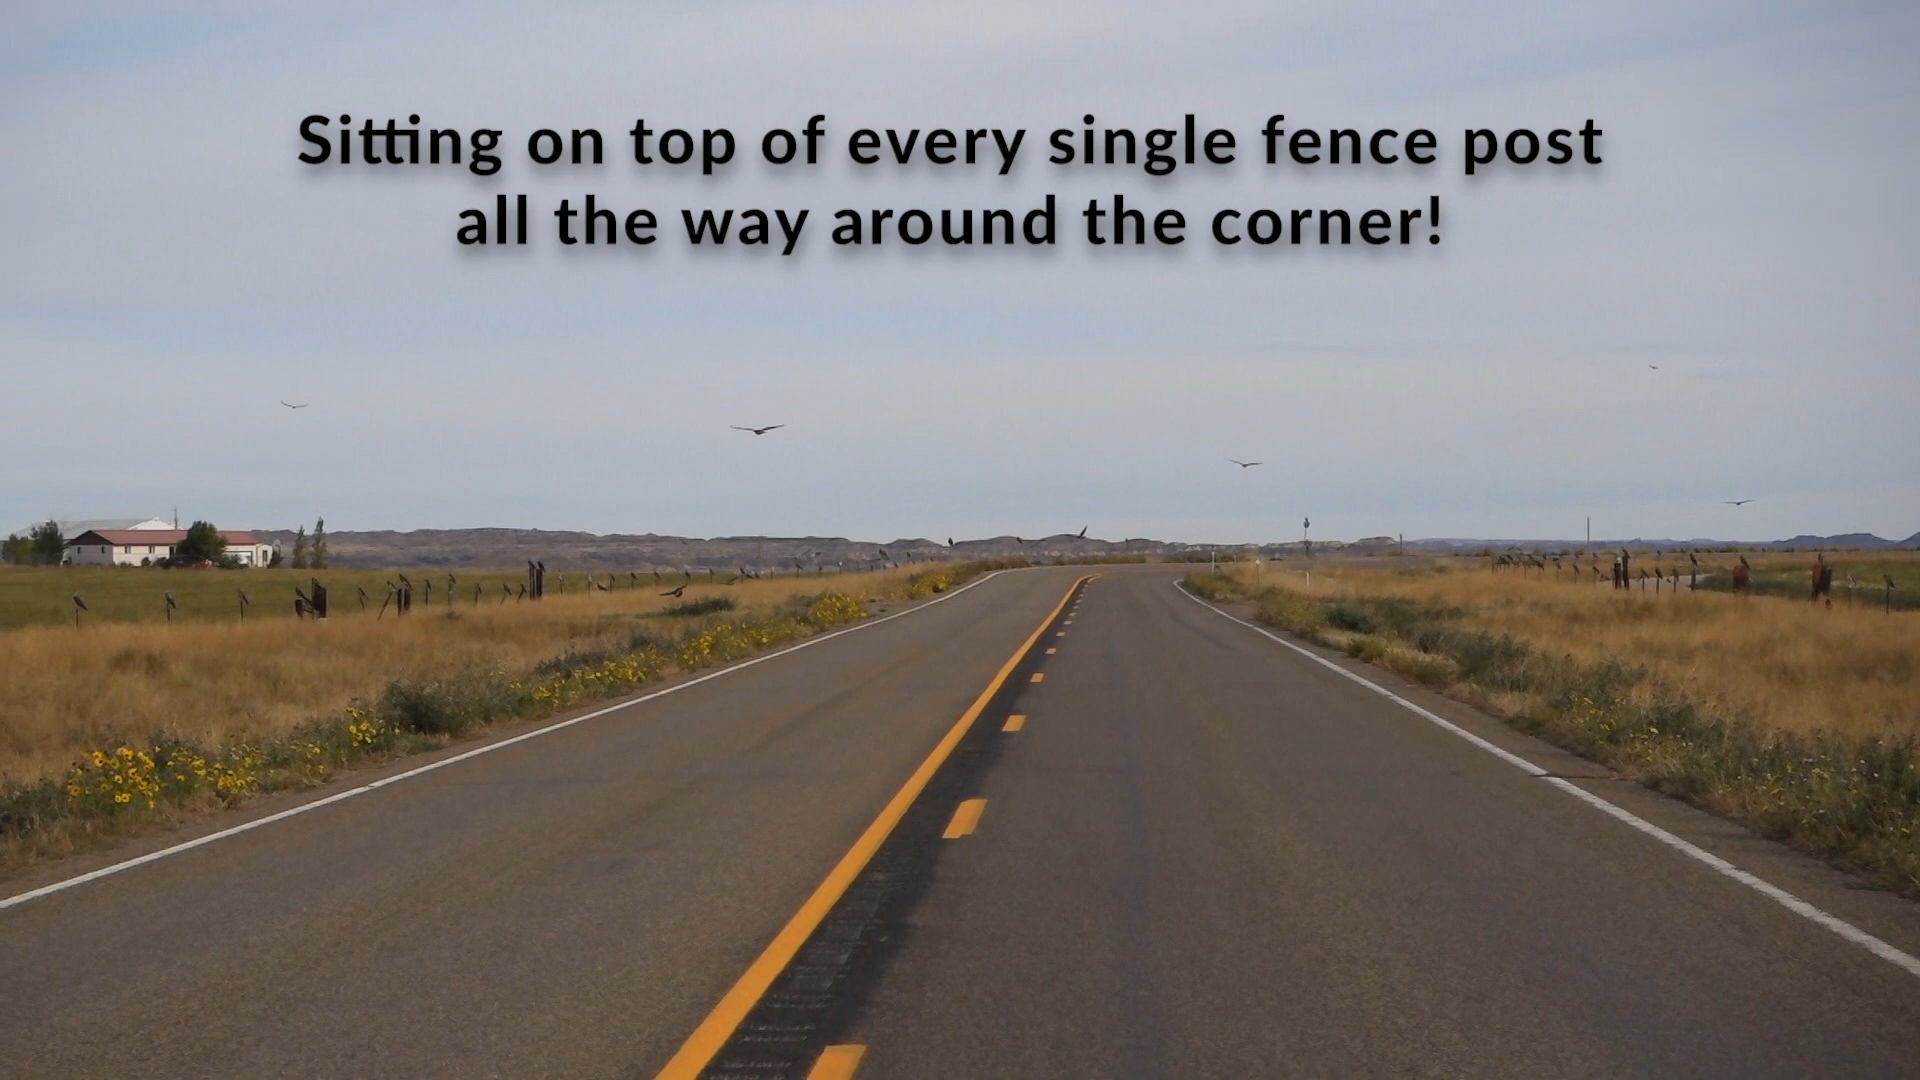 Sitting on top of every single fence post
all the way around the corner!